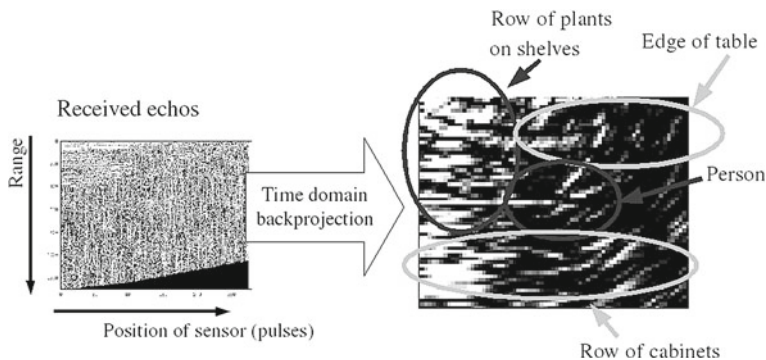 Row of plants
on shelves
Edge of table
Received echos
Range
Time domain
backprojection
Person
Position of sensor (pulses)
Row of cabinets